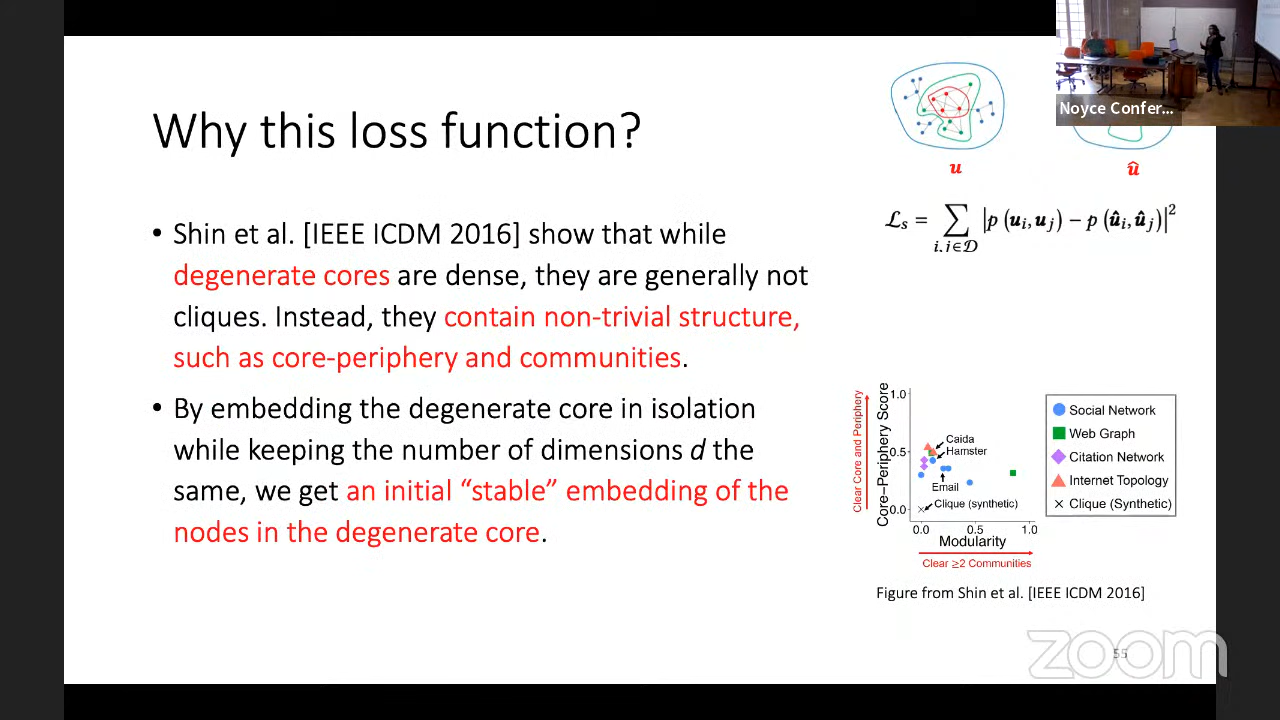 Why this loss function?
Noyce Confer...
u
û
ℒs = ∑ |p (ui, uj) − p (ûi, ûj)|²
i, j∈𝒟
• Shin et al. [IEEE ICDM 2016] show that while
degenerate cores are dense, they are generally not
cliques. Instead, they contain non-trivial structure,
such as core-periphery and communities.
• By embedding the degenerate core in isolation
while keeping the number of dimensions d the
same, we get an initial “stable” embedding of the
nodes in the degenerate core.
Clear Core and Periphery
Core−Periphery Score
1.0
0.5
0.0
Caida
Hamster
Email
Clique (synthetic)
0.0 0.5 1.0
Modularity
Clear ≥2 Communities
Social Network
Web Graph
Citation Network
Internet Topology
Clique (Synthetic)
Figure from Shin et al. [IEEE ICDM 2016]
55
zoom